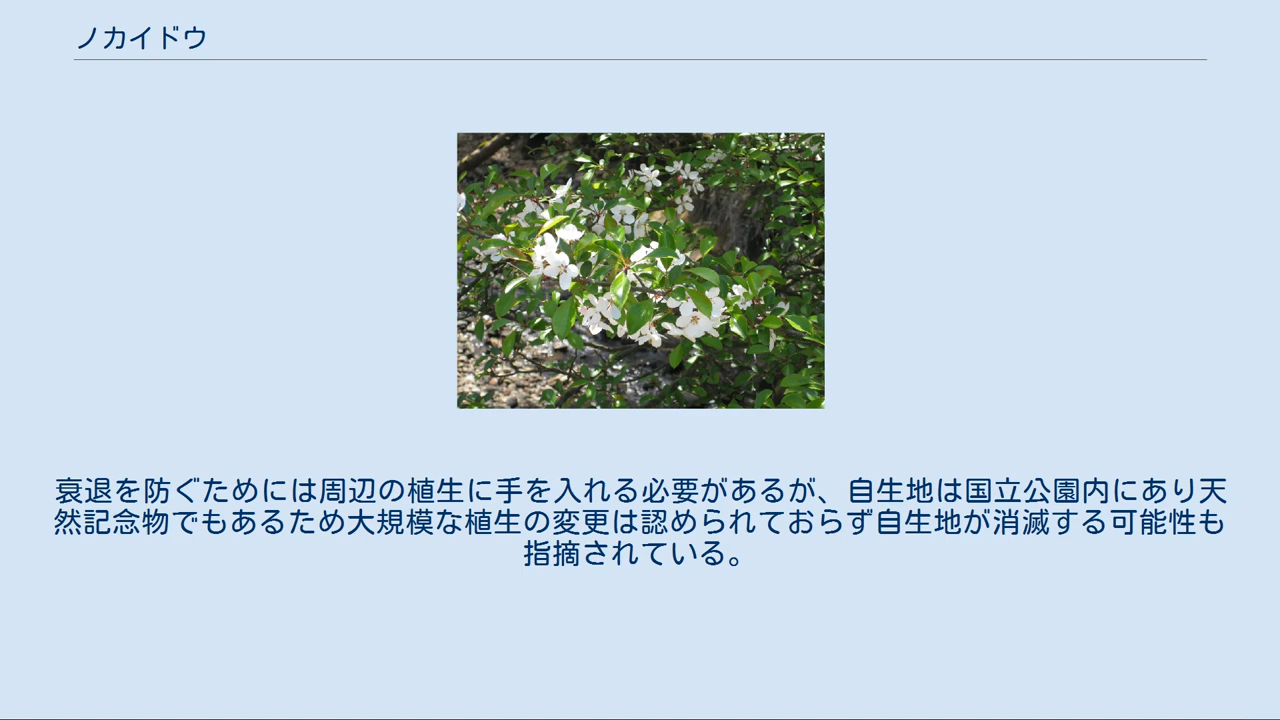 ノカイドウ
衰退を防ぐためには周辺の植生に手を入れる必要があるが、自生地は国立公園内にあり天
然記念物でもあるため大規模な植生の変更は認められておらず自生地が消滅する可能性も
指摘されている。